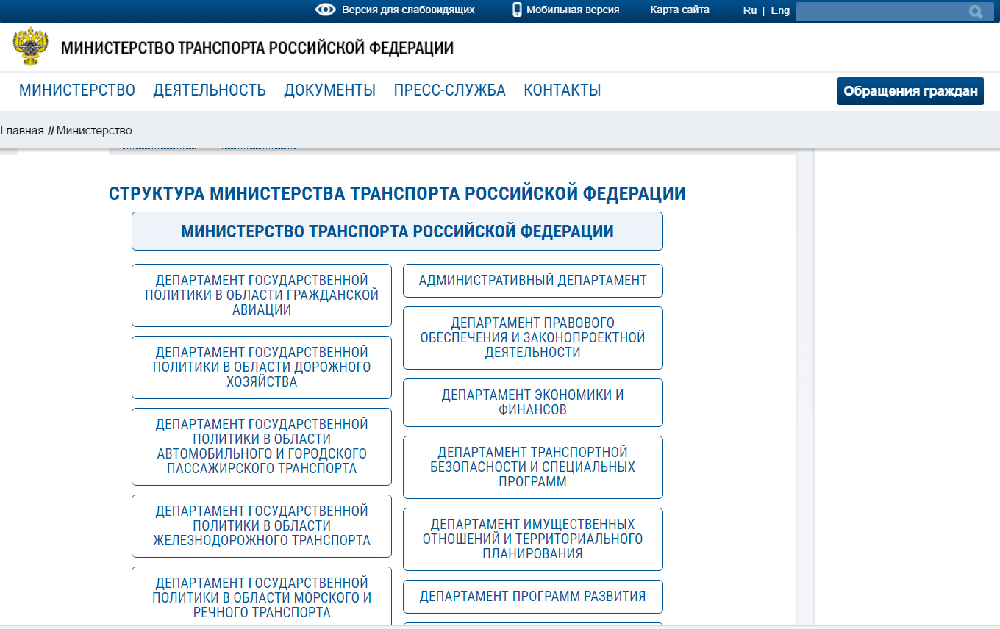 Версия для слабовидящих
Мобильная версия
Карта сайта
Ru | Eng
МИНИСТЕРСТВО ТРАНСПОРТА РОССИЙСКОЙ ФЕДЕРАЦИИ
МИНИСТЕРСТВО ДЕЯТЕЛЬНОСТЬ ДОКУМЕНТЫ ПРЕСС-СЛУЖБА КОНТАКТЫ
Обращения граждан
Главная // Министерство
СТРУКТУРА МИНИСТЕРСТВА ТРАНСПОРТА РОССИЙСКОЙ ФЕДЕРАЦИИ
МИНИСТЕРСТВО ТРАНСПОРТА РОССИЙСКОЙ ФЕДЕРАЦИИ
ДЕПАРТАМЕНТ ГОСУДАРСТВЕННОЙ
ПОЛИТИКИ В ОБЛАСТИ ГРАЖДАНСКОЙ
АВИАЦИИ
ДЕПАРТАМЕНТ ГОСУДАРСТВЕННОЙ
ПОЛИТИКИ В ОБЛАСТИ ДОРОЖНОГО
ХОЗЯЙСТВА
ДЕПАРТАМЕНТ ГОСУДАРСТВЕННОЙ
ПОЛИТИКИ В ОБЛАСТИ
АВТОМОБИЛЬНОГО И ГОРОДСКОГО
ПАССАЖИРСКОГО ТРАНСПОРТА
ДЕПАРТАМЕНТ ГОСУДАРСТВЕННОЙ
ПОЛИТИКИ В ОБЛАСТИ
ЖЕЛЕЗНОДОРОЖНОГО ТРАНСПОРТА
ДЕПАРТАМЕНТ ГОСУДАРСТВЕННОЙ
ПОЛИТИКИ В ОБЛАСТИ МОРСКОГО И
РЕЧНОГО ТРАНСПОРТА
АДМИНИСТРАТИВНЫЙ ДЕПАРТАМЕНТ
ДЕПАРТАМЕНТ ПРАВОВОГО
ОБЕСПЕЧЕНИЯ И ЗАКОНОПРОЕКТНОЙ
ДЕЯТЕЛЬНОСТИ
ДЕПАРТАМЕНТ ЭКОНОМИКИ И
ФИНАНСОВ
ДЕПАРТАМЕНТ ТРАНСПОРТНОЙ
БЕЗОПАСНОСТИ И СПЕЦИАЛЬНЫХ
ПРОГРАММ
ДЕПАРТАМЕНТ ИМУЩЕСТВЕННЫХ
ОТНОШЕНИЙ И ТЕРРИТОРИАЛЬНОГО
ПЛАНИРОВАНИЯ
ДЕПАРТАМЕНТ ПРОГРАММ РАЗВИТИЯ